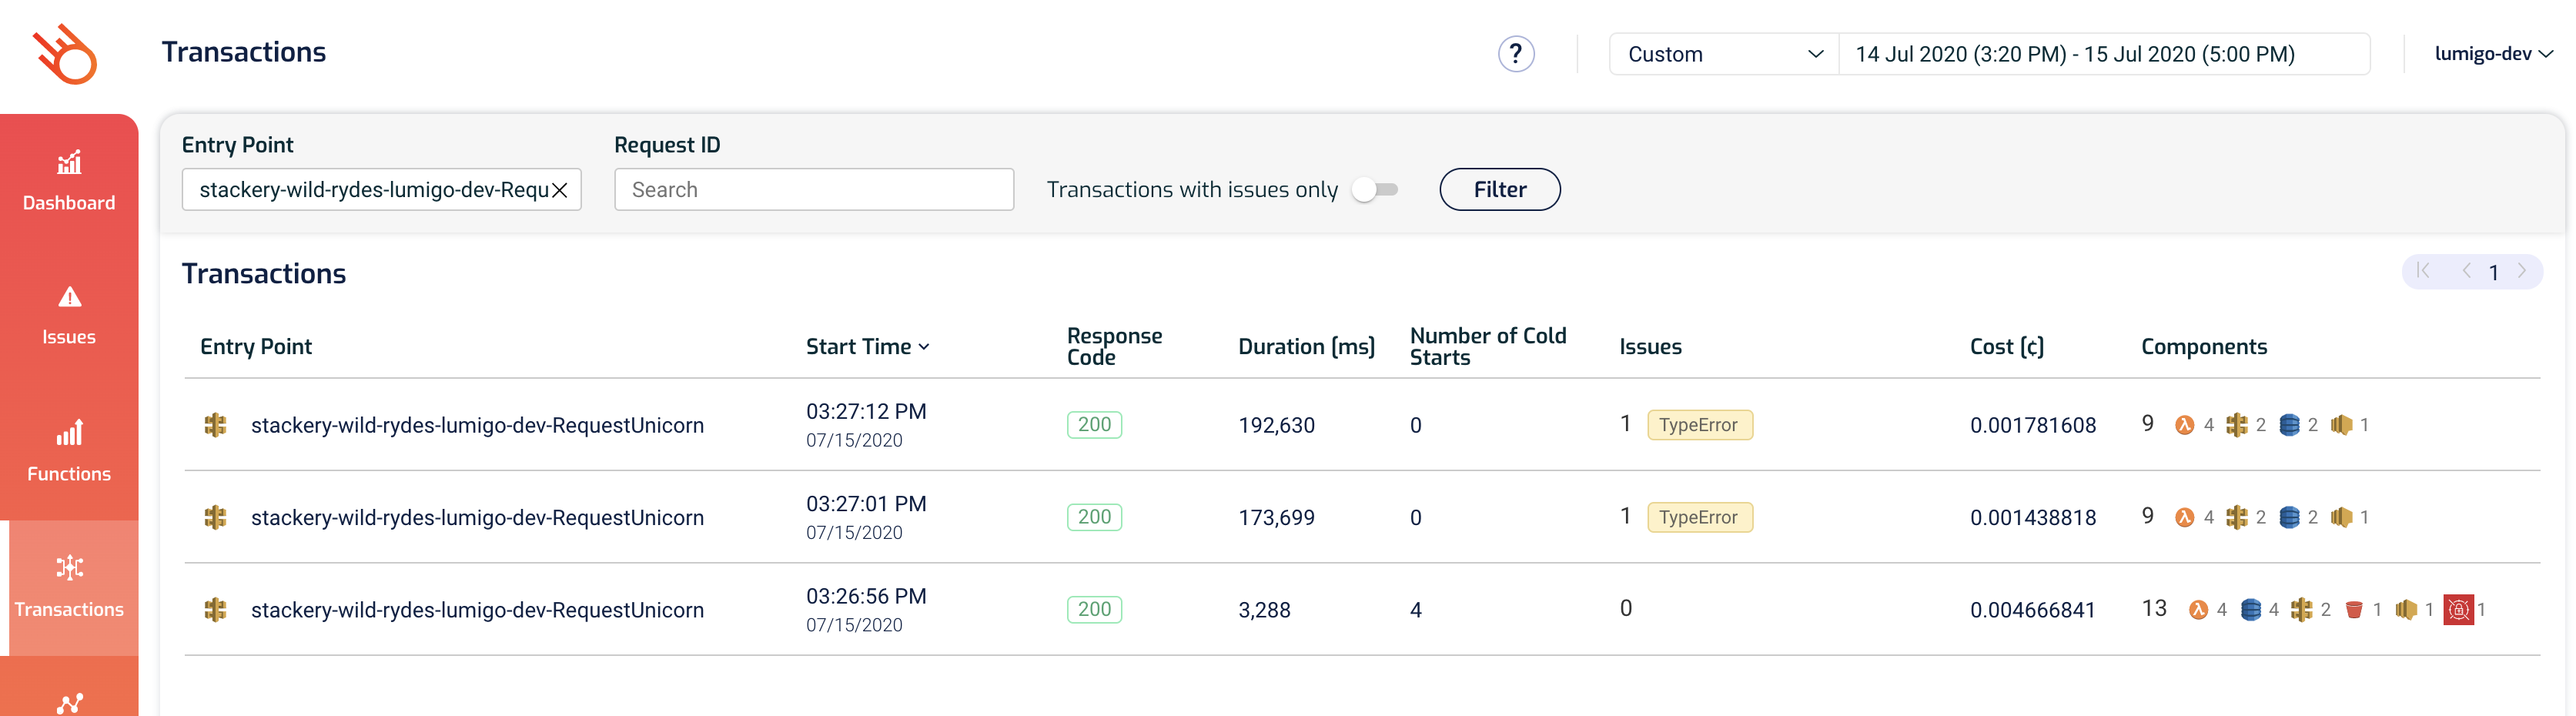 Transactions
?
Custom
14 Jul 2020 (3:20 PM) - 15 Jul 2020 (5:00 PM)
lumigo-dev
Dashboard
Issues
Functions
Transactions
Entry Point
Request ID
stackery-wild-rydes-lumigo-dev-Requ
Search
Transactions with issues only
Filter
Transactions
1
Entry Point Start Time Response Code Duration [ms] Number of Cold Starts Issues Cost [¢] Components
stackery-wild-rydes-lumigo-dev-RequestUnicorn 03:27:12 PM 07/15/2020 200 192,630 0 1 TypeError 0.001781608 9 4 2 2 1
stackery-wild-rydes-lumigo-dev-RequestUnicorn 03:27:01 PM 07/15/2020 200 173,699 0 1 TypeError 0.001438818 9 4 2 2 1
stackery-wild-rydes-lumigo-dev-RequestUnicorn 03:26:56 PM 07/15/2020 200 3,288 4 0 0.004666841 13 4 4 2 1 1 1